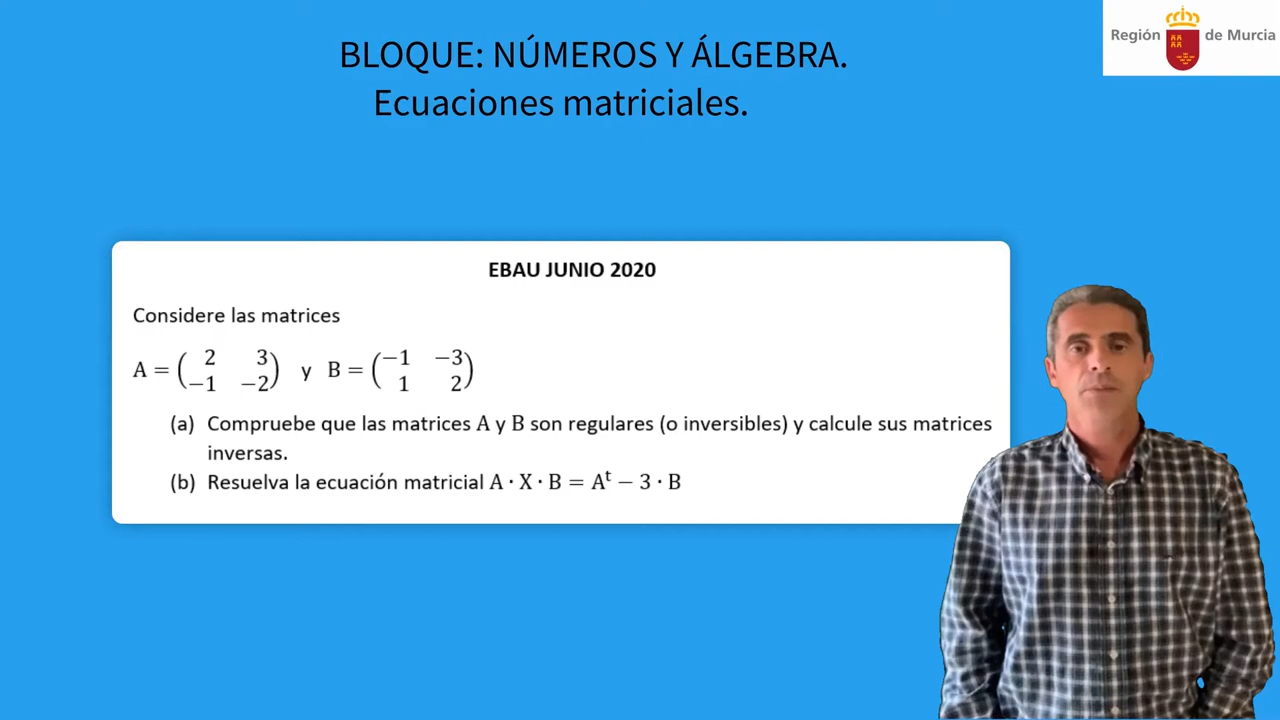 Región de Murcia
BLOQUE: NÚMEROS Y ÁLGEBRA.
Ecuaciones matriciales.
EBAU JUNIO 2020
Considere las matrices
A = ( 2 3 ) y B = ( −1 −3 )
( −1 −2 ) ( 1 2 )
(a) Compruebe que las matrices A y B son regulares (o inversibles) y calcule sus matrices
inversas.
(b) Resuelva la ecuación matricial A · X · B = Aᵗ − 3 · B